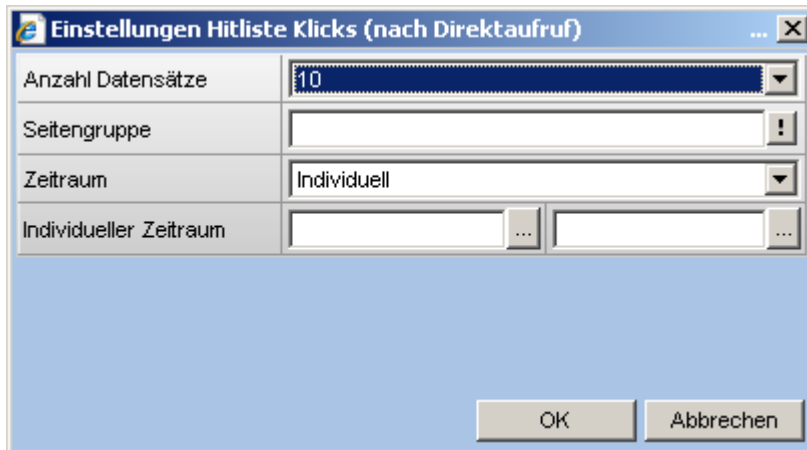 Einstellungen Hitliste Klicks (nach Direktaufruf) ...
Anzahl Datensätze 10
Seitengruppe !
Zeitraum Individuell
Individueller Zeitraum ... ...
OK Abbrechen